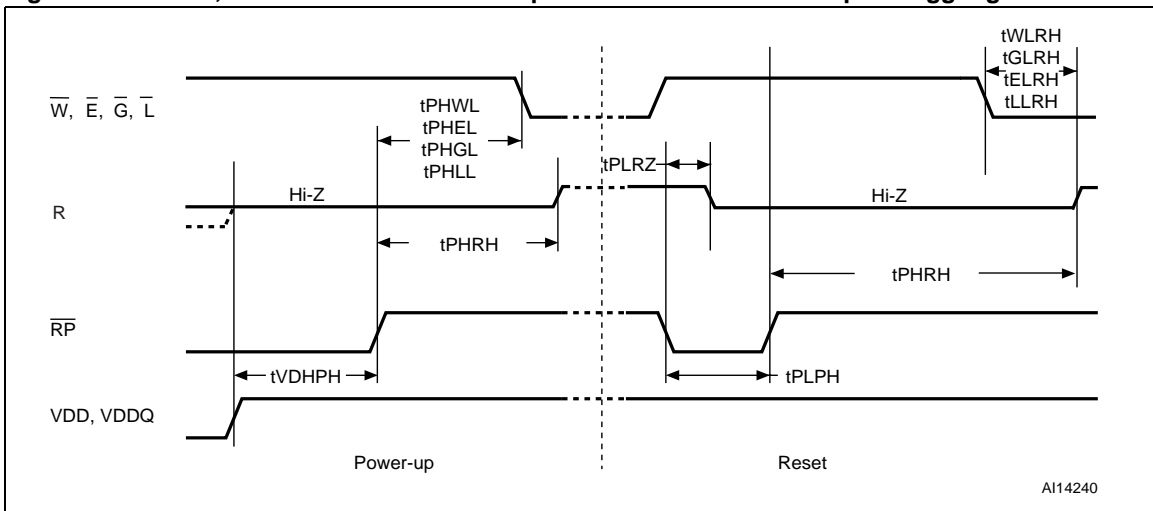 tWLRH
tGLRH
tELRH
tLLRH
W̅, E̅, G̅, L̅
tPHWL
tPHEL
tPHGL
tPHLL
tPLRZ
R
Hi-Z
Hi-Z
tPHRH
tPHRH
R̅P̅
tVDHPH
tPLPH
VDD, VDDQ
Power-up
Reset
AI14240